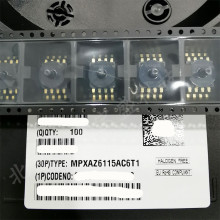 (Q)QTY: 100
(30P)TYPE: MPXAZ6115AC6T1
(1P)CODENO:
HALOGEN FREE
EU RoHS COMPLIANT